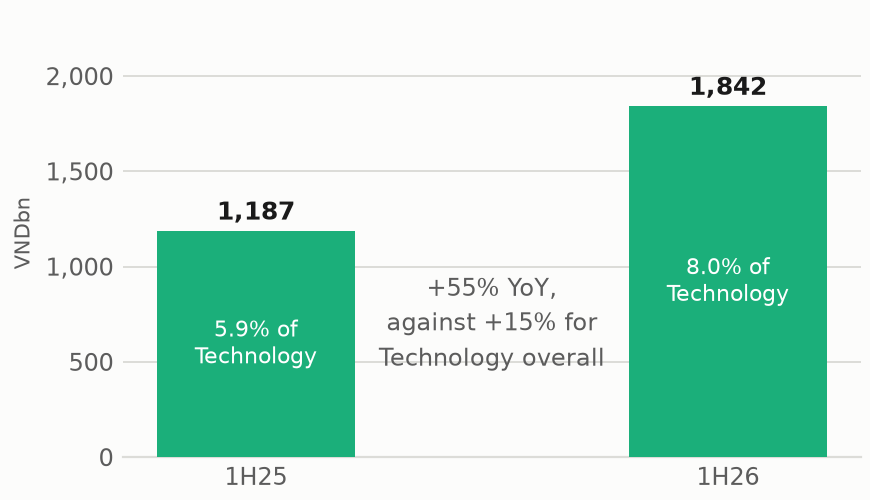 2,000
1,500
1,000
500
0
VNDbn
1,187
5.9% of
Technology
+55% YoY,
against +15% for
Technology overall
1,842
8.0% of
Technology
1H25
1H26